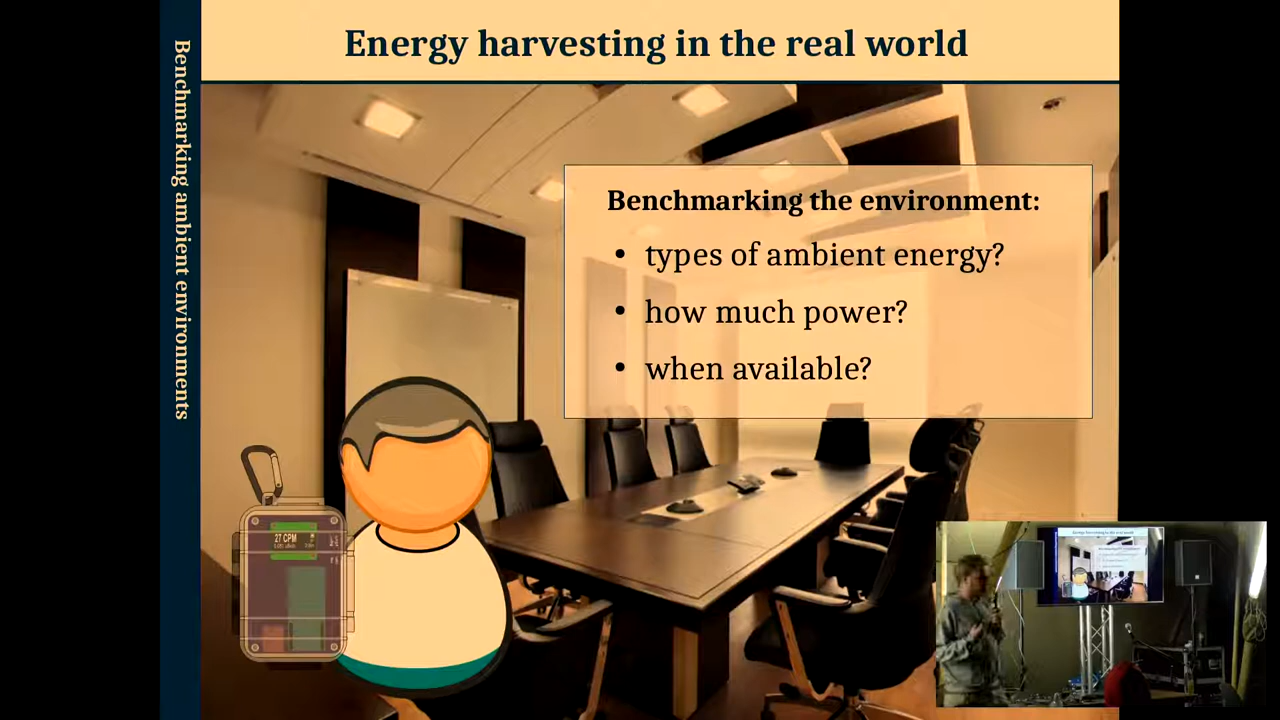 Energy harvesting in the real world
Benchmarking ambient environments
Benchmarking the environment:
• types of ambient energy?
• how much power?
• when available?
27 CPM